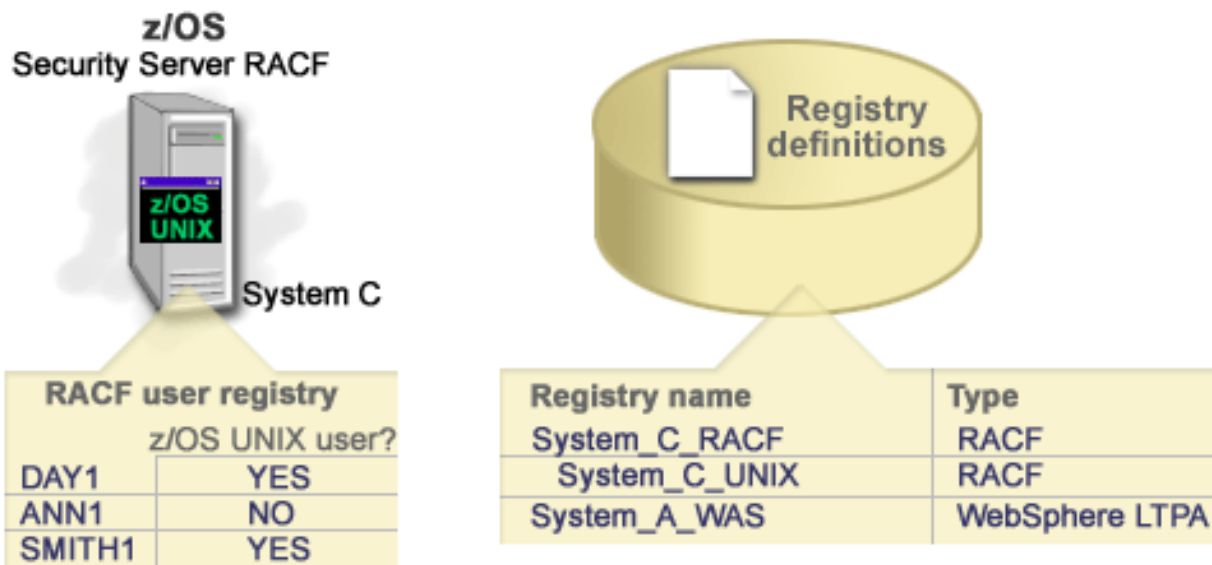 z/OS
Security Server RACF
z/OS
UNIX
System C
RACF user registry
z/OS UNIX user?
DAY1 YES
ANN1 NO
SMITH1 YES
Registry
definitions
Registry name Type
System_C_RACF RACF
System_C_UNIX RACF
System_A_WAS WebSphere LTPA